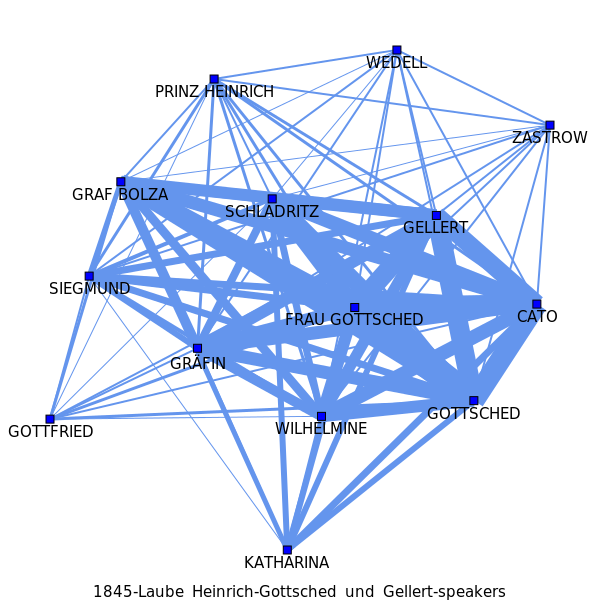 WEDELL
PRINZ HEINRICH
ZASTROW
GRAF BOLZA
SCHLADRITZ
GELLERT
SIEGMUND
FRAU GOTTSCHED
CATO
GRÄFIN
GOTTSCHED
WILHELMINE
GOTTFRIED
KATHARINA
1845-Laube Heinrich-Gottsched und Gellert-speakers